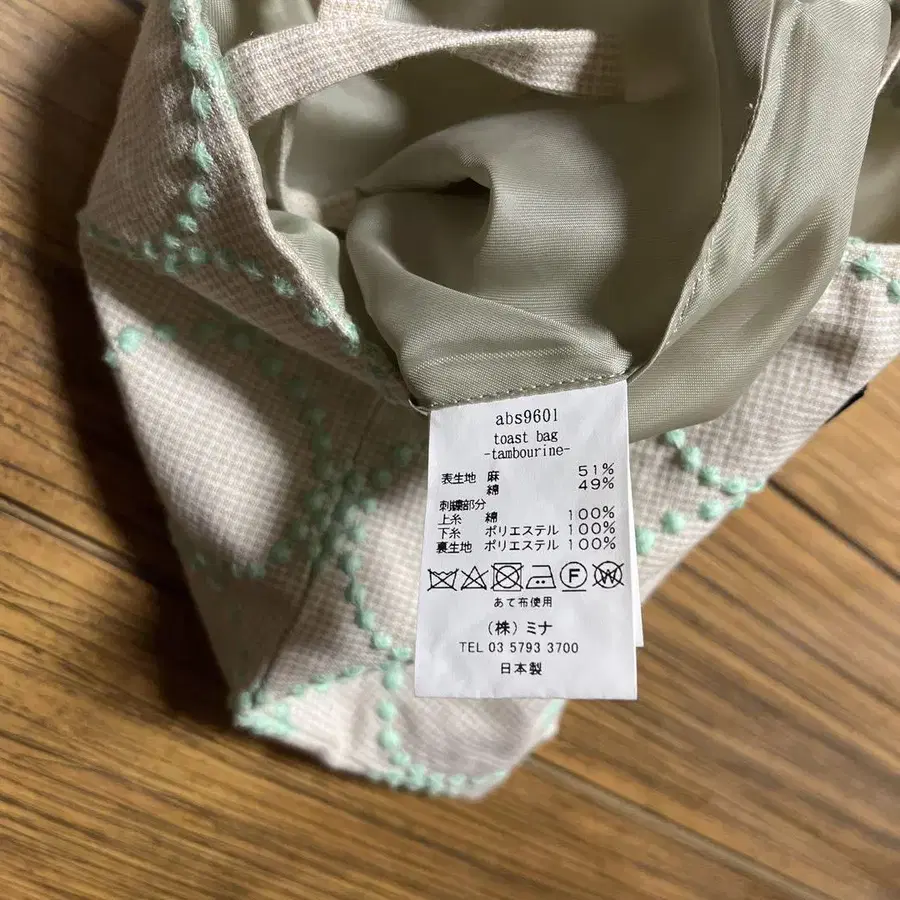 abs9601
toast bag
-tambourine-
表生地 麻 51%
綿 49%
刺繍部分
上糸 綿 100%
下糸 ポリエステル 100%
裏生地 ポリエステル 100%
F W
あて布使用
(株) ミナ
TEL 03 5793 3700
日本製